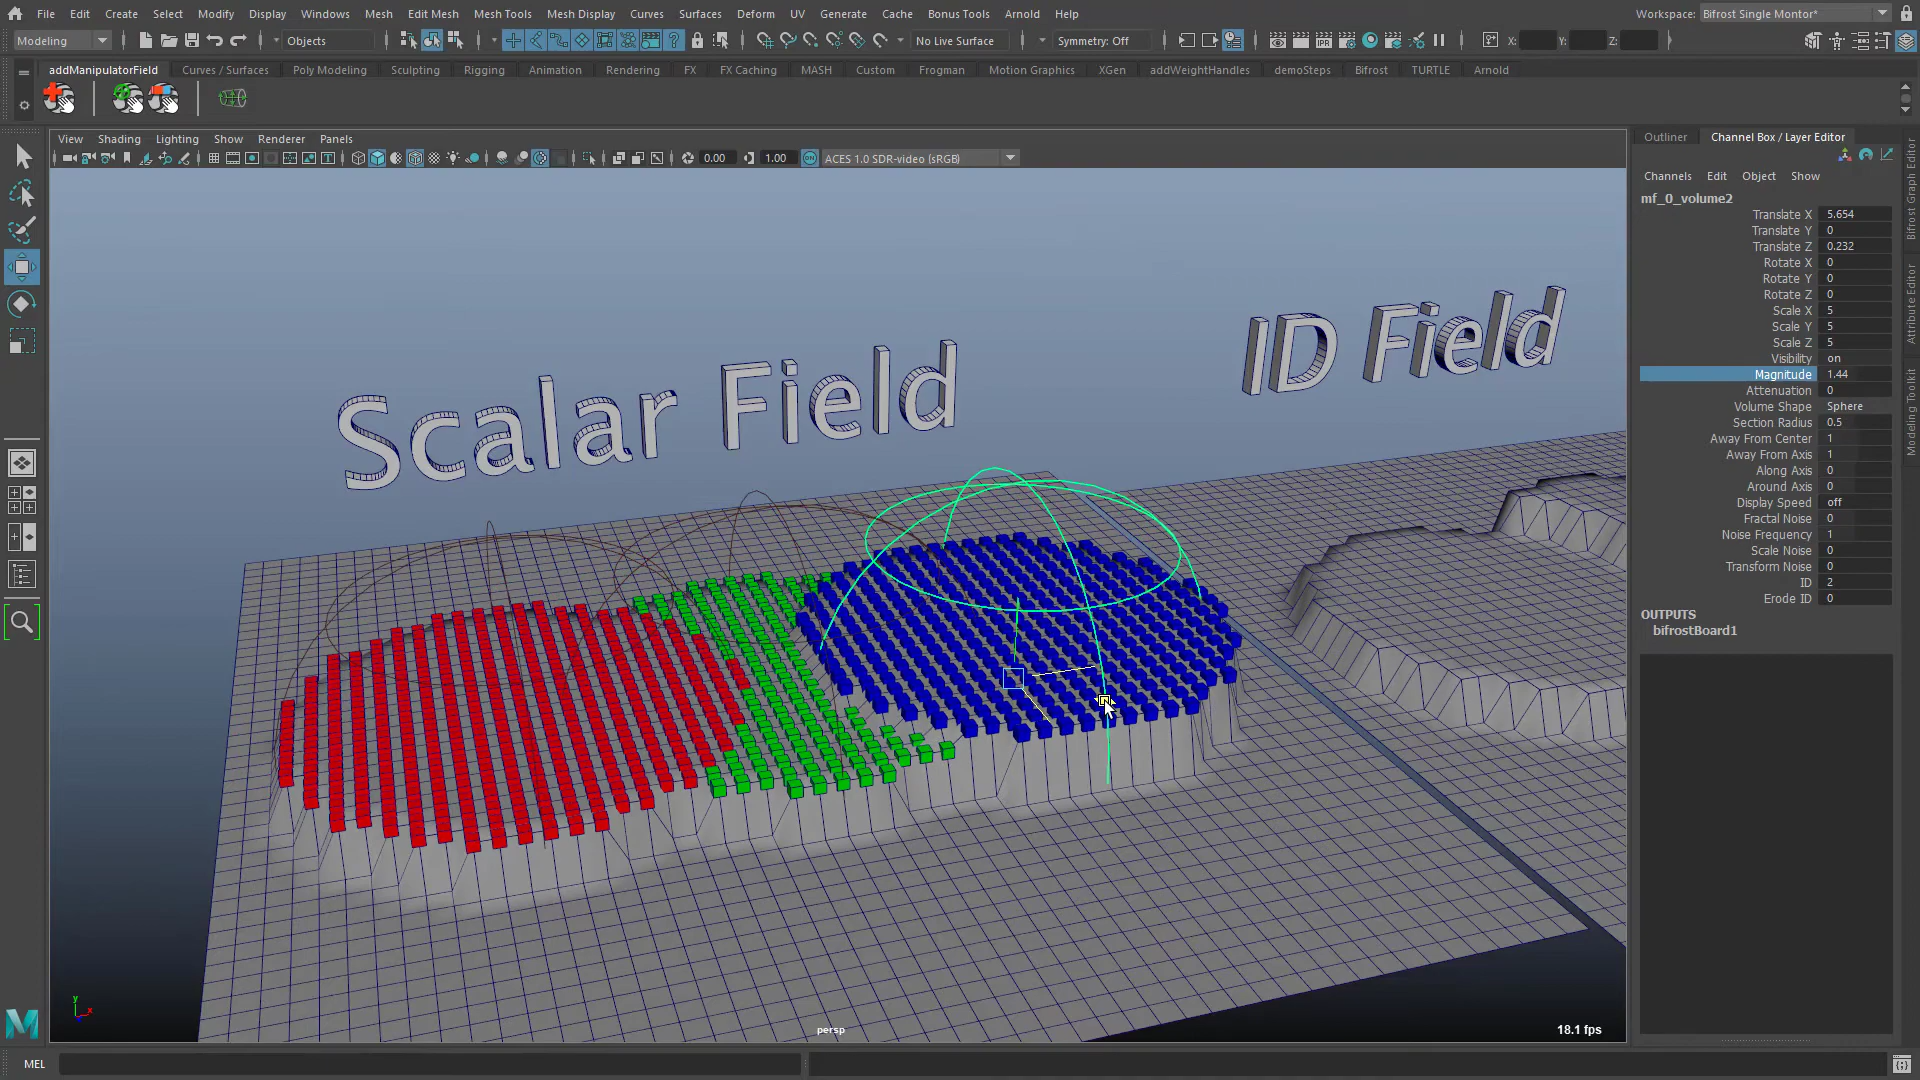 File Edit Create Select Modify Display Windows Mesh Edit Mesh Mesh Tools Mesh Display Curves Surfaces Deform UV Generate Cache Bonus Tools Arnold Help Workspace: Bifrost Single Montor*
Modeling Objects No Live Surface Symmetry: Off X: Y: Z:
addManipulatorField Curves / Surfaces Poly Modeling Sculpting Rigging Animation Rendering FX FX Caching MASH Custom Frogman Motion Graphics XGen addWeightHandles demoSteps Bifrost TURTLE Arnold
View Shading Lighting Show Renderer Panels
0.00 1.00 ACES 1.0 SDR-video (sRGB)
Scalar Field
ID Field
persp
18.1 fps
Outliner Channel Box / Layer Editor
Channels Edit Object Show
mf_0_volume2
Translate X 5.654
Translate Y 0
Translate Z 0.232
Rotate X 0
Rotate Y 0
Rotate Z 0
Scale X 5
Scale Y 5
Scale Z 5
Visibility on
Magnitude 1.44
Attenuation 0
Volume Shape Sphere
Section Radius 0.5
Away From Center 1
Away From Axis 1
Along Axis 0
Around Axis 0
Display Speed off
Fractal Noise 0
Noise Frequency 1
Scale Noise 0
Transform Noise 0
ID 2
Erode ID 0
OUTPUTS
bifrostBoard1
Bifrost Graph Editor
Attribute Editor
Modeling Toolkit
y
x
M
MEL